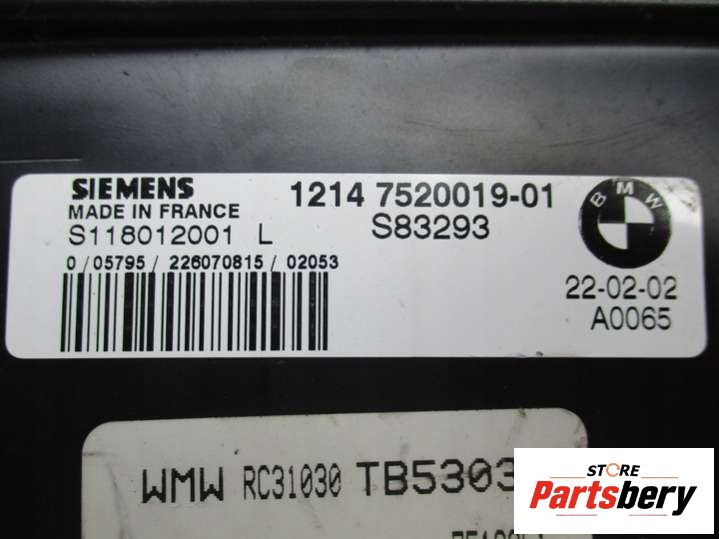 SIEMENS 1214 7520019-01
MADE IN FRANCE
S118012001 L S83293
BMW
0/05795/226070815/02053
22-02-02
A0065
WMW RC31030 TB5303
STORE
Partsbery